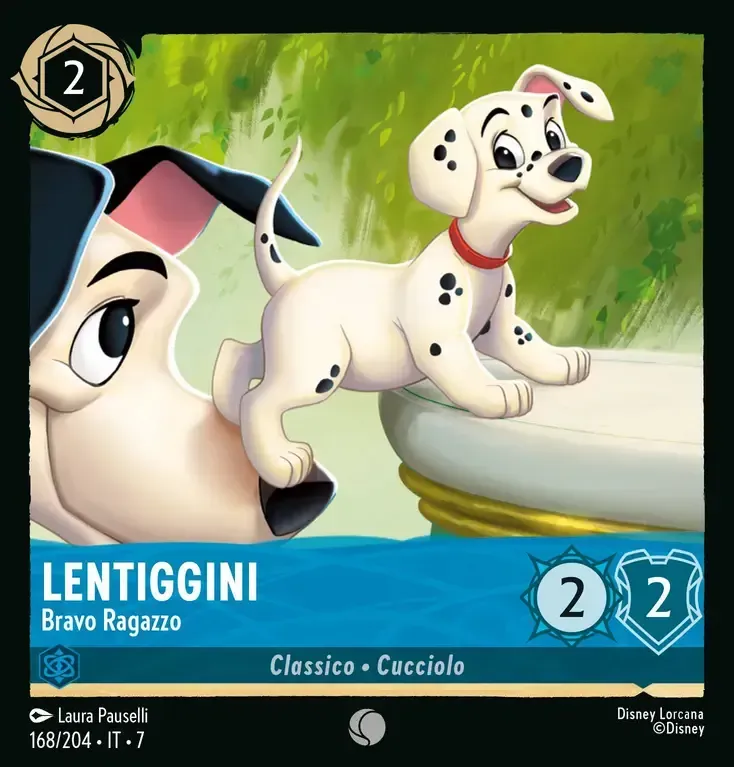 2
LENTIGGINI
Bravo Ragazzo
2
2
Classico • Cucciolo
Laura Pauselli
168/204 • IT • 7
Disney Lorcana
©Disney